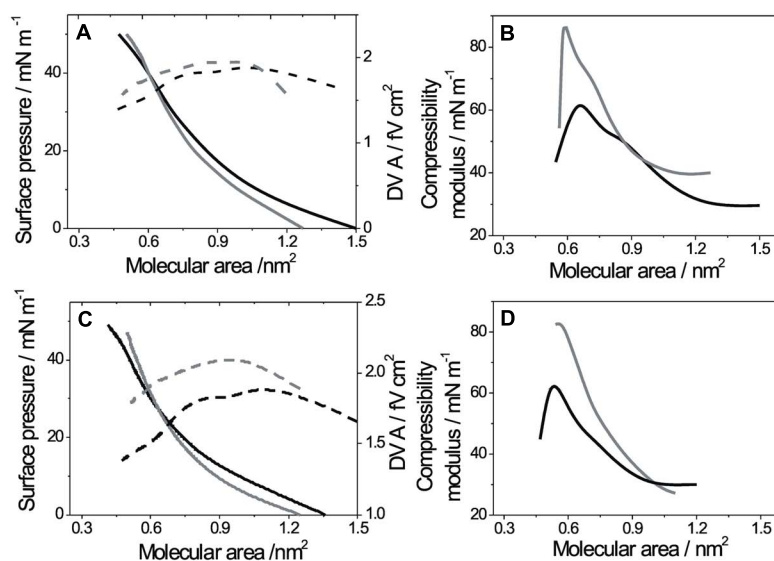 A
Surface pressure / mN m⁻¹
40
20
0
2
1
0
DV A / fV cm²
0.3 0.6 0.9 1.2 1.5
Molecular area /nm²
B
Compressibility
modulus / mN m⁻¹
80
60
40
20
0.3 0.6 0.9 1.2 1.5
Molecular area / nm²
C
Surface pressure / mN m⁻¹
40
20
0
2.5
2.0
1.5
1.0
DV A / fV cm²
0.3 0.6 0.9 1.2 1.5
Molecular area /nm²
D
Compressibility
modulus / mN m⁻¹
80
60
40
20
0.3 0.6 0.9 1.2 1.5
Molecular area / nm²